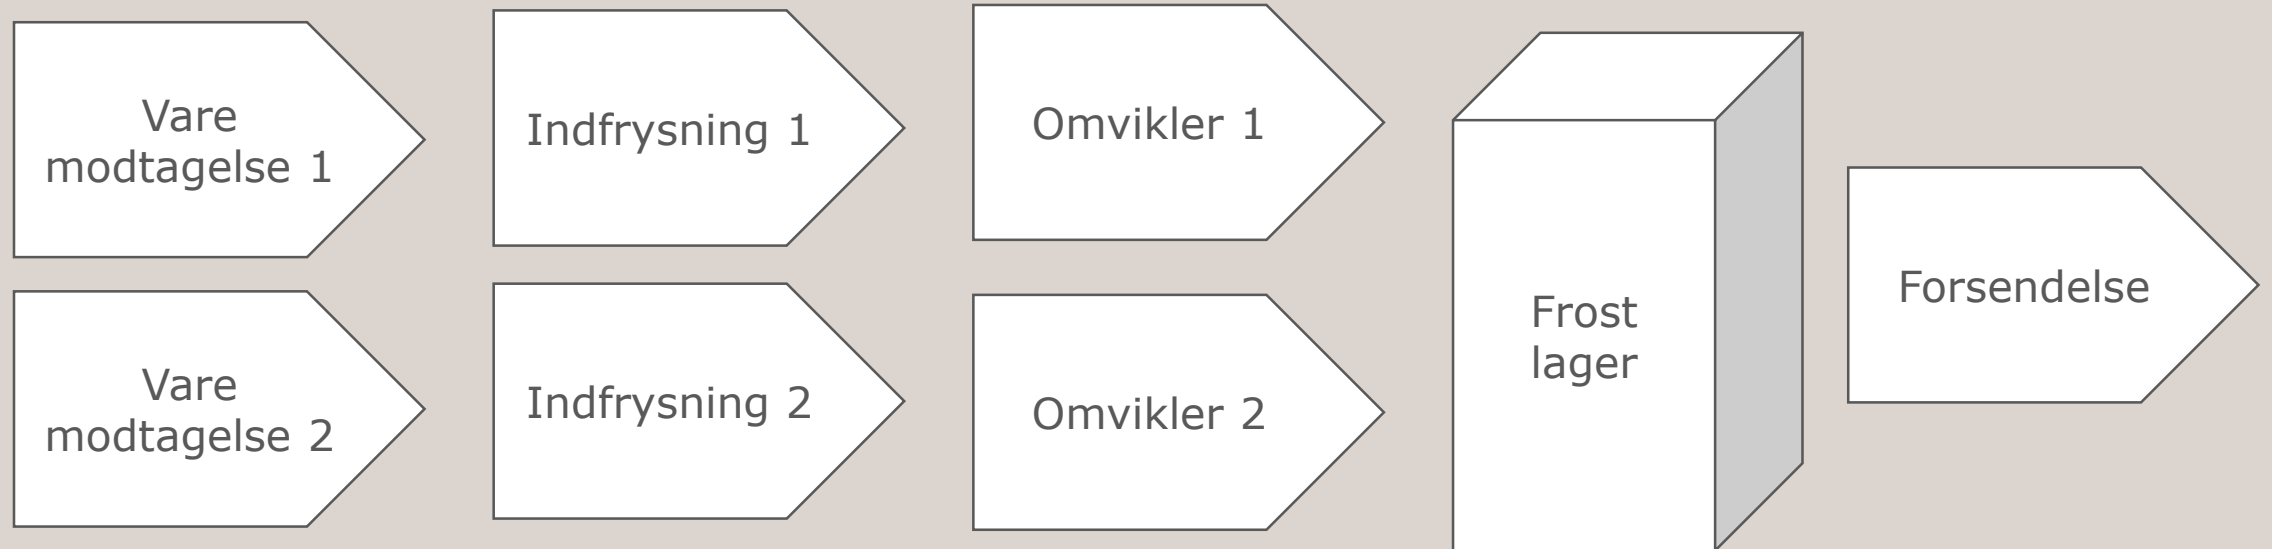 Vare
modtagelse 1
Indfrysning 1
Omvikler 1
Vare
modtagelse 2
Indfrysning 2
Omvikler 2
Frost
lager
Forsendelse